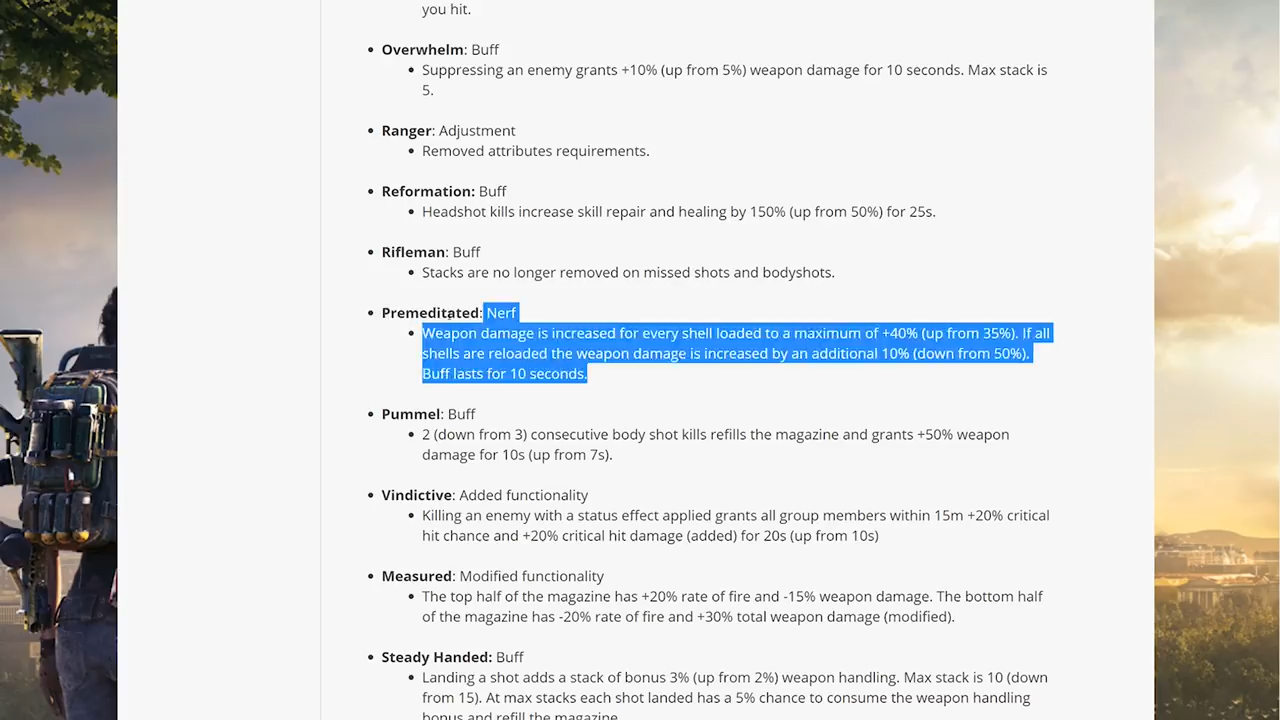 you hit.
Overwhelm: Buff
Suppressing an enemy grants +10% (up from 5%) weapon damage for 10 seconds. Max stack is
5.
Ranger: Adjustment
Removed attributes requirements.
Reformation: Buff
Headshot kills increase skill repair and healing by 150% (up from 50%) for 25s.
Rifleman: Buff
Stacks are no longer removed on missed shots and bodyshots.
Premeditated: Nerf
Weapon damage is increased for every shell loaded to a maximum of +40% (up from 35%). If all
shells are reloaded the weapon damage is increased by an additional 10% (down from 50%).
Buff lasts for 10 seconds.
Pummel: Buff
2 (down from 3) consecutive body shot kills refills the magazine and grants +50% weapon
damage for 10s (up from 7s).
Vindictive: Added functionality
Killing an enemy with a status effect applied grants all group members within 15m +20% critical
hit chance and +20% critical hit damage (added) for 20s (up from 10s)
Measured: Modified functionality
The top half of the magazine has +20% rate of fire and -15% weapon damage. The bottom half
of the magazine has -20% rate of fire and +30% total weapon damage (modified).
Steady Handed: Buff
Landing a shot adds a stack of bonus 3% (up from 2%) weapon handling. Max stack is 10 (down
from 15). At max stacks each shot landed has a 5% chance to consume the weapon handling
bonus and refill the magazine.